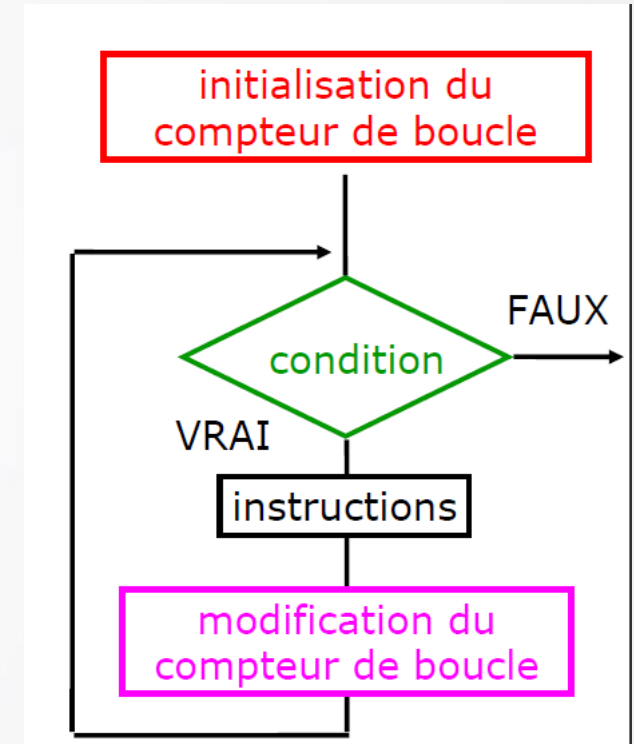 initialisation du
compteur de boucle
FAUX
condition
VRAI
instructions
modification du
compteur de boucle